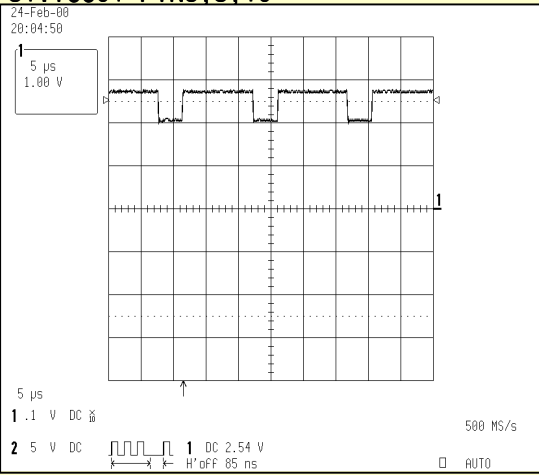 24-Feb-00
20:04:50
1
5 µs
1.00 V
1
5 µs
1 .1 V DC
500 MS/s
2 5 V DC
1 DC 2.54 V
H'off 85 ns
AUTO